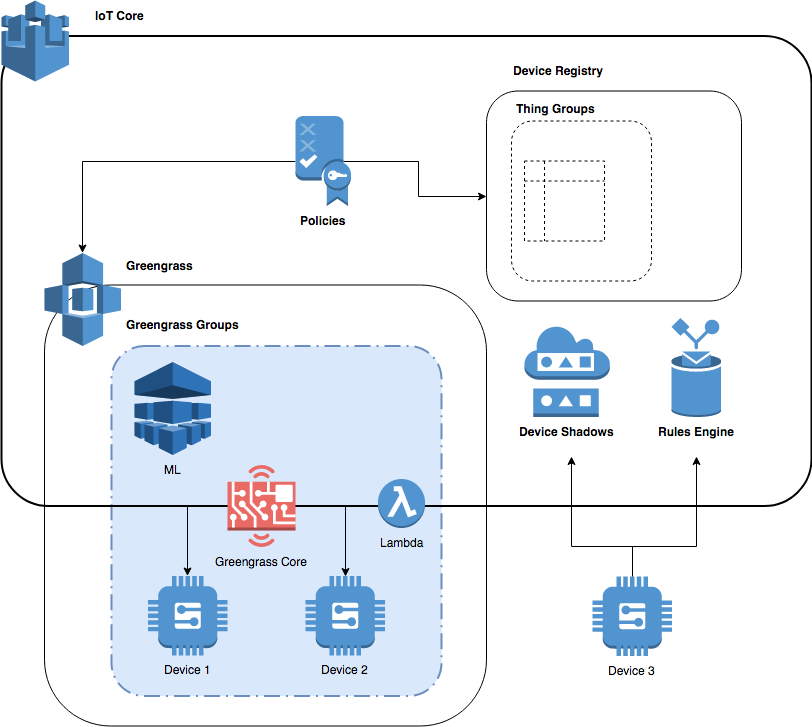 IoT Core
Device Registry
Thing Groups
Policies
Greengrass
Greengrass Groups
ML
Device Shadows
Rules Engine
Greengrass Core
λ
Lambda
Device 1
Device 2
Device 3